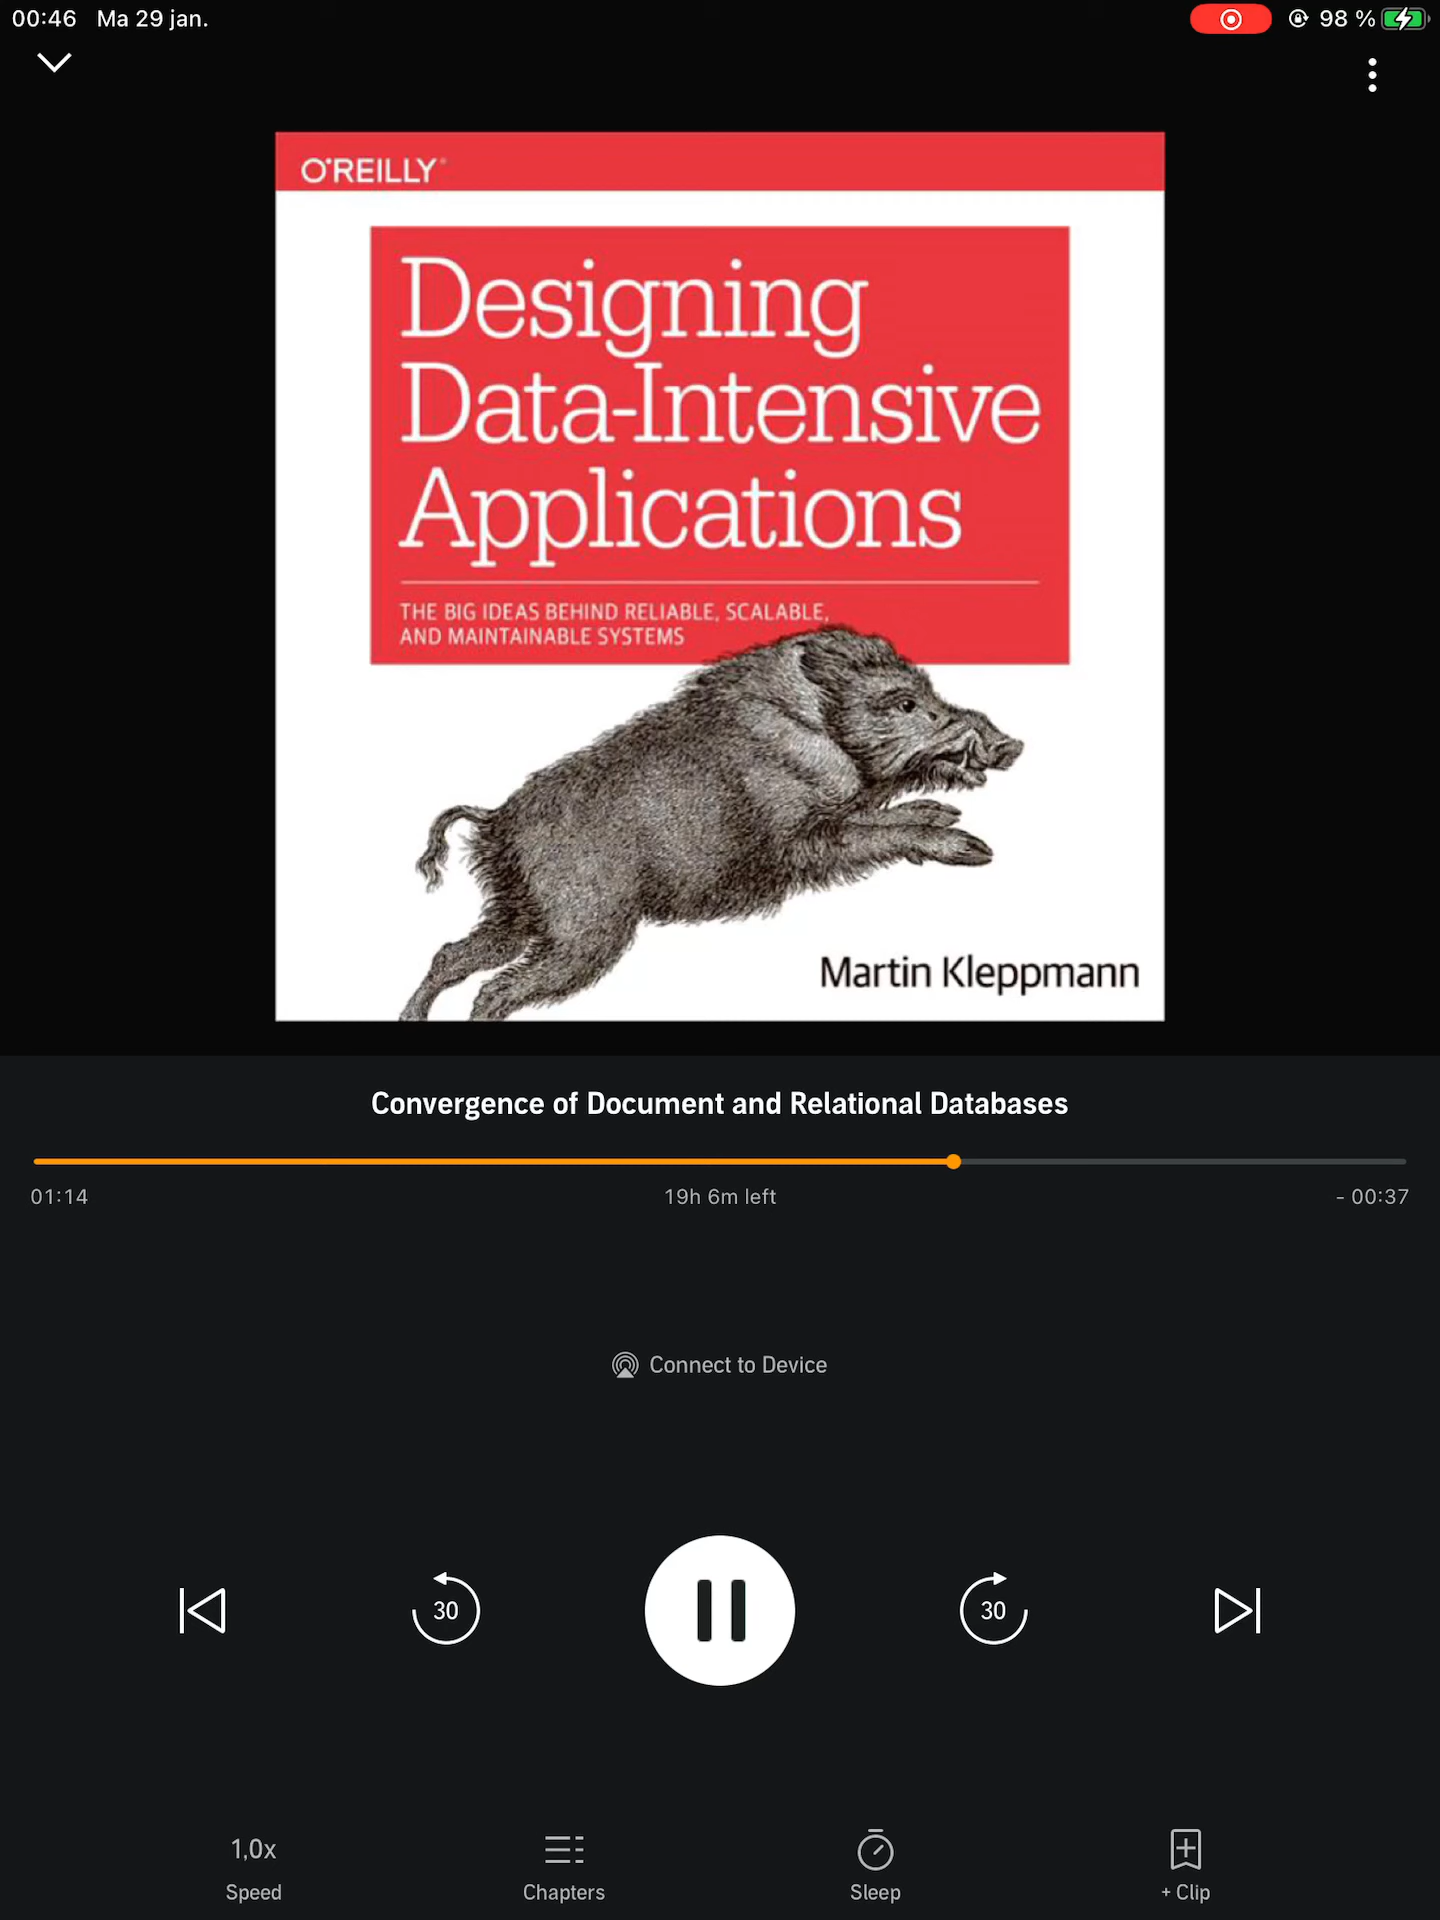 00:46 Ma 29 jan. 98 %
O'REILLY®
Designing
Data-Intensive
Applications
THE BIG IDEAS BEHIND RELIABLE, SCALABLE,
AND MAINTAINABLE SYSTEMS
Martin Kleppmann
Convergence of Document and Relational Databases
01:14 19h 6m left - 00:37
Connect to Device
30 30
1,0x
Speed Chapters Sleep + Clip